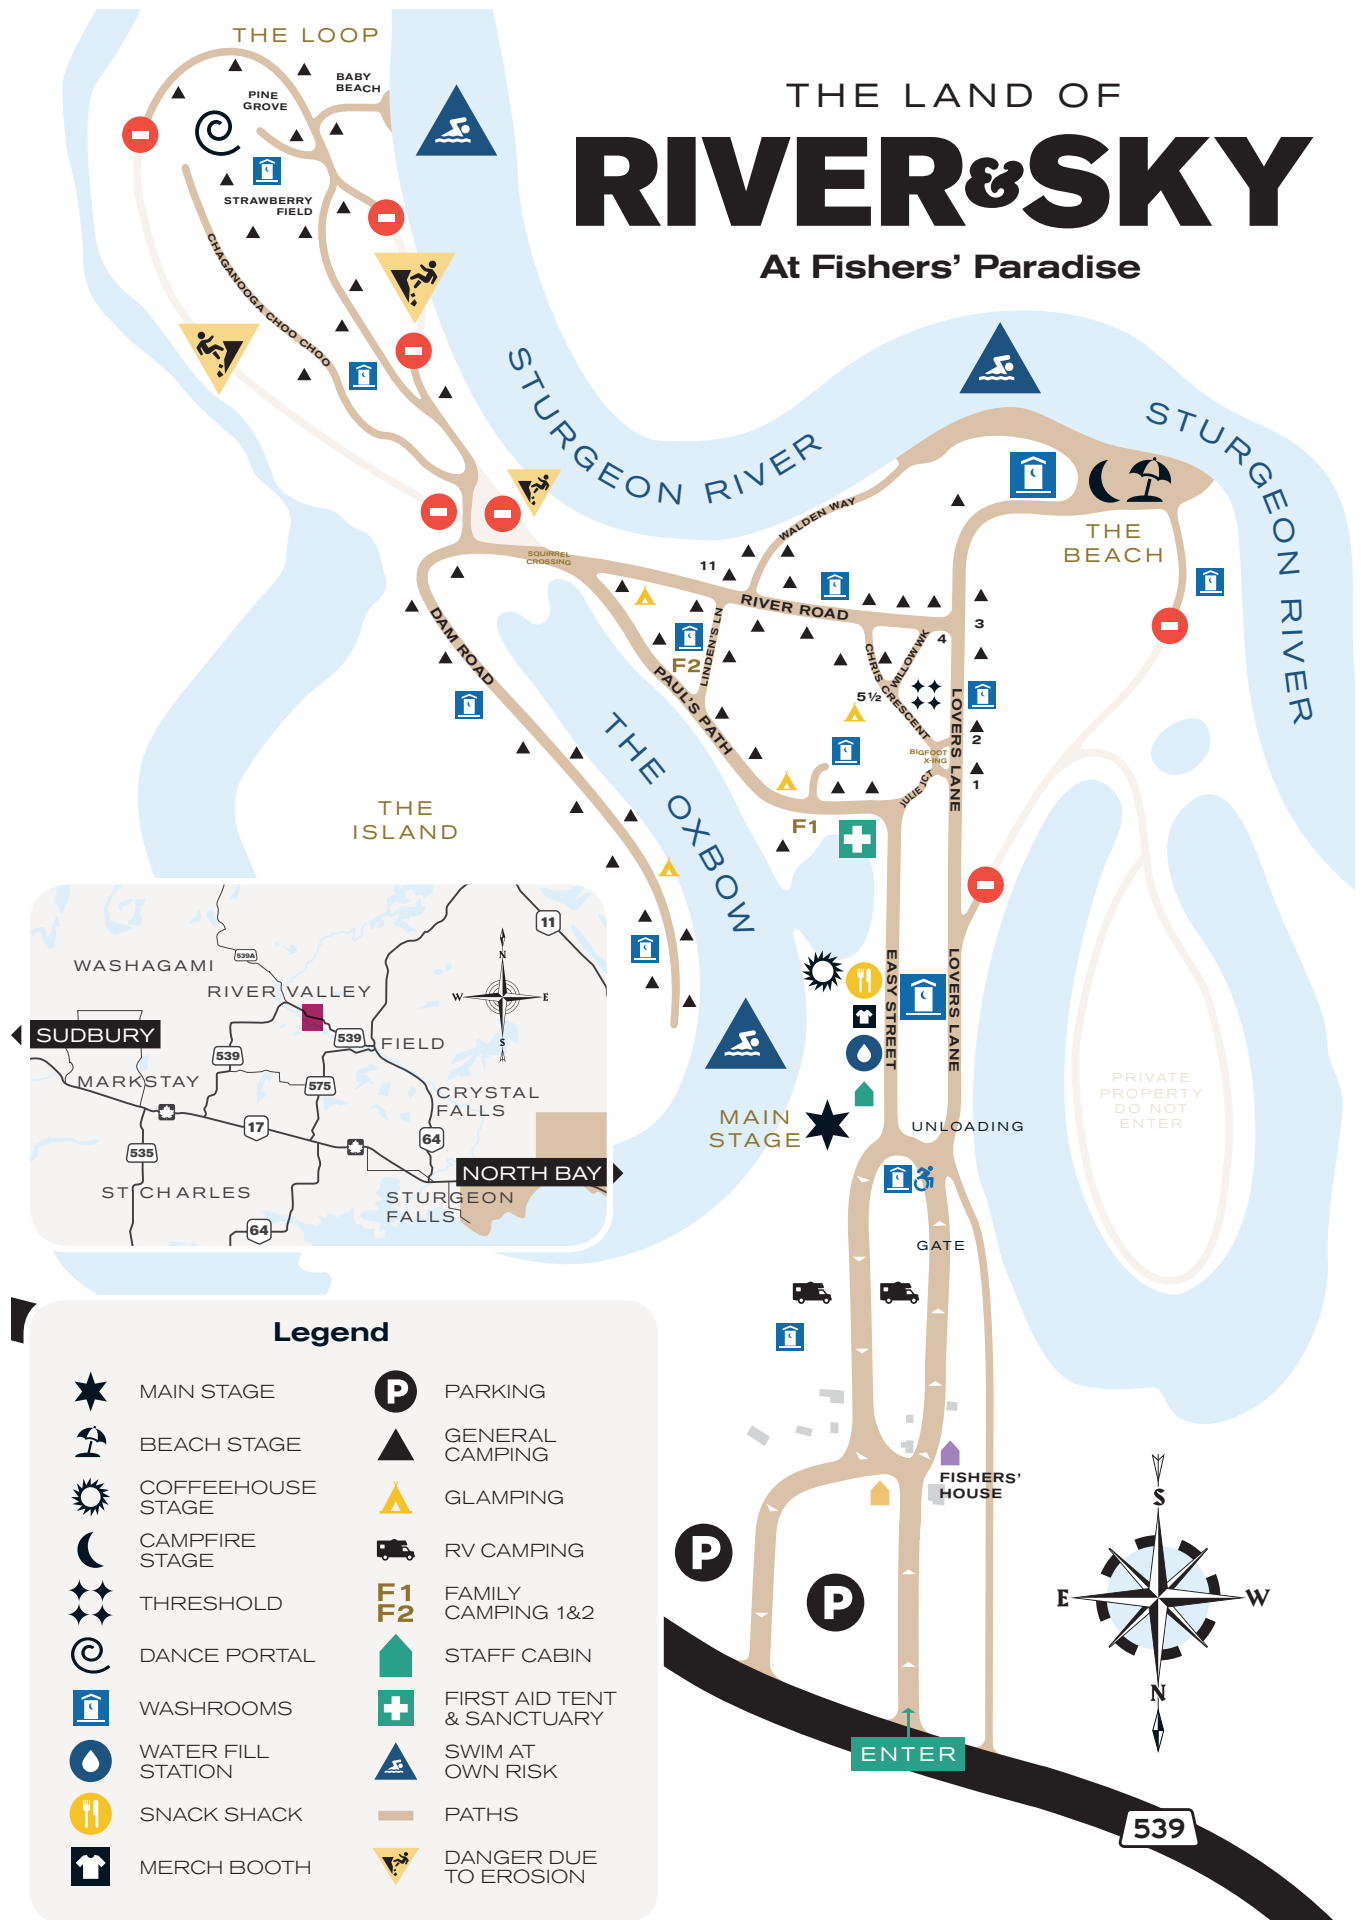 THE LOOP
BABY
BEACH
PINE
GROVE
STRAWBERRY
FIELD
CHAGANOOGA CHOO CHOO
THE LAND OF
RIVER&SKY
At Fishers’ Paradise
STURGEON RIVER
STURGEON RIVER
WALDEN WAY
THE
BEACH
SQUIRREL
CROSSING
11
RIVER ROAD
DAM ROAD
F2
LINDEN'S LN
PAUL'S PATH
CHRIS CRESCENT
WILLOW WK
3
4
5½
LOVERS LANE
2
BIGFOOT
X-ING
JULIE JCT
1
THE OXBOW
THE
ISLAND
F1
EASY STREET
LOVERS LANE
MAIN
STAGE
UNLOADING
PRIVATE
PROPERTY
DO NOT
ENTER
GATE
FISHERS'
HOUSE
11
539A
WASHAGAMI
RIVER VALLEY
N
W
E
S
SUDBURY
539
539
FIELD
MARKSTAY
575
CRYSTAL
FALLS
17
64
535
NORTH BAY
ST CHARLES
STURGEON
FALLS
64
Legend
MAIN STAGE
BEACH STAGE
COFFEEHOUSE
STAGE
CAMPFIRE
STAGE
THRESHOLD
DANCE PORTAL
WASHROOMS
WATER FILL
STATION
SNACK SHACK
MERCH BOOTH
P
PARKING
GENERAL
CAMPING
GLAMPING
RV CAMPING
F1
F2
FAMILY
CAMPING 1&2
STAFF CABIN
FIRST AID TENT
& SANCTUARY
SWIM AT
OWN RISK
PATHS
DANGER DUE
TO EROSION
P
P
ENTER
S
E
W
N
539